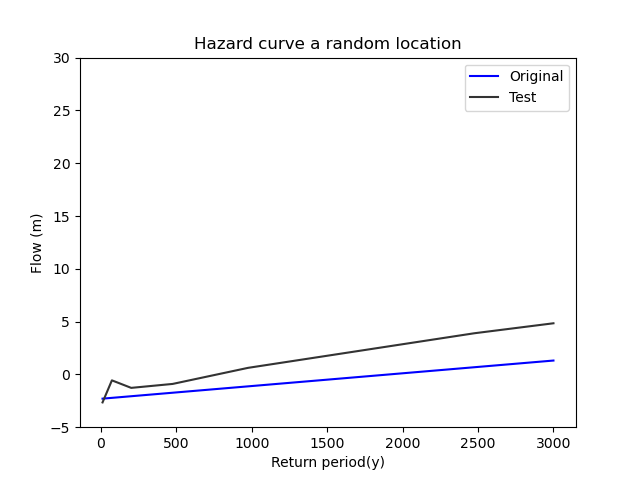 Hazard curve a random location
Original
Test
30
25
20
15
10
5
0
−5
Flow (m)
0 500 1000 1500 2000 2500 3000
Return period(y)